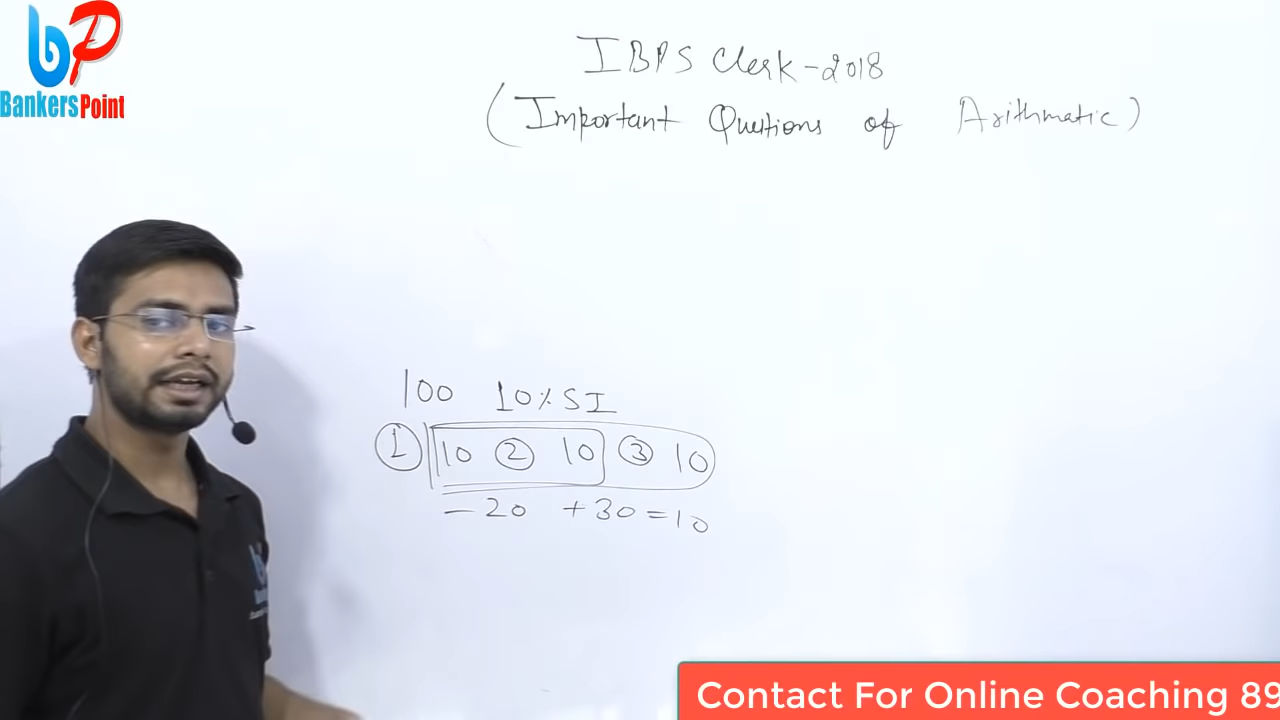 bp
BankersPoint
IBPS Clerk-2018
(Important Questions of Arithmatic)
100 10% SI
1 10 2 10 3 10
-20 +30=10
Contact For Online Coaching 89